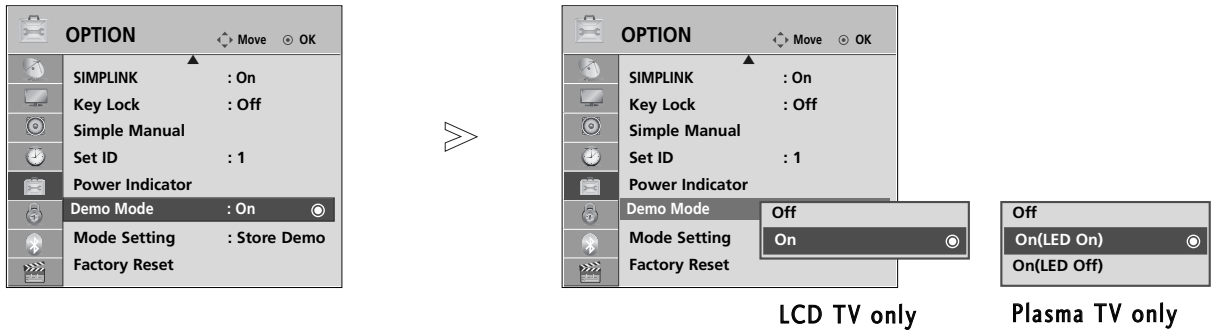 OPTION Move OK
SIMPLINK : On
Key Lock : Off
Simple Manual
Set ID : 1
Power Indicator
Demo Mode : On
Mode Setting : Store Demo
Factory Reset
OPTION Move OK
SIMPLINK : On
Key Lock : Off
Simple Manual
Set ID : 1
Power Indicator
Demo Mode
Mode Setting
Factory Reset
Off
On
LCD TV only
Off
On(LED On)
On(LED Off)
Plasma TV only